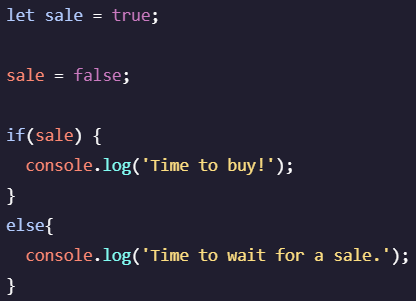 let sale = true;
sale = false;
if(sale) {
  console.log('Time to buy!');
}
else{
  console.log('Time to wait for a sale.');
}